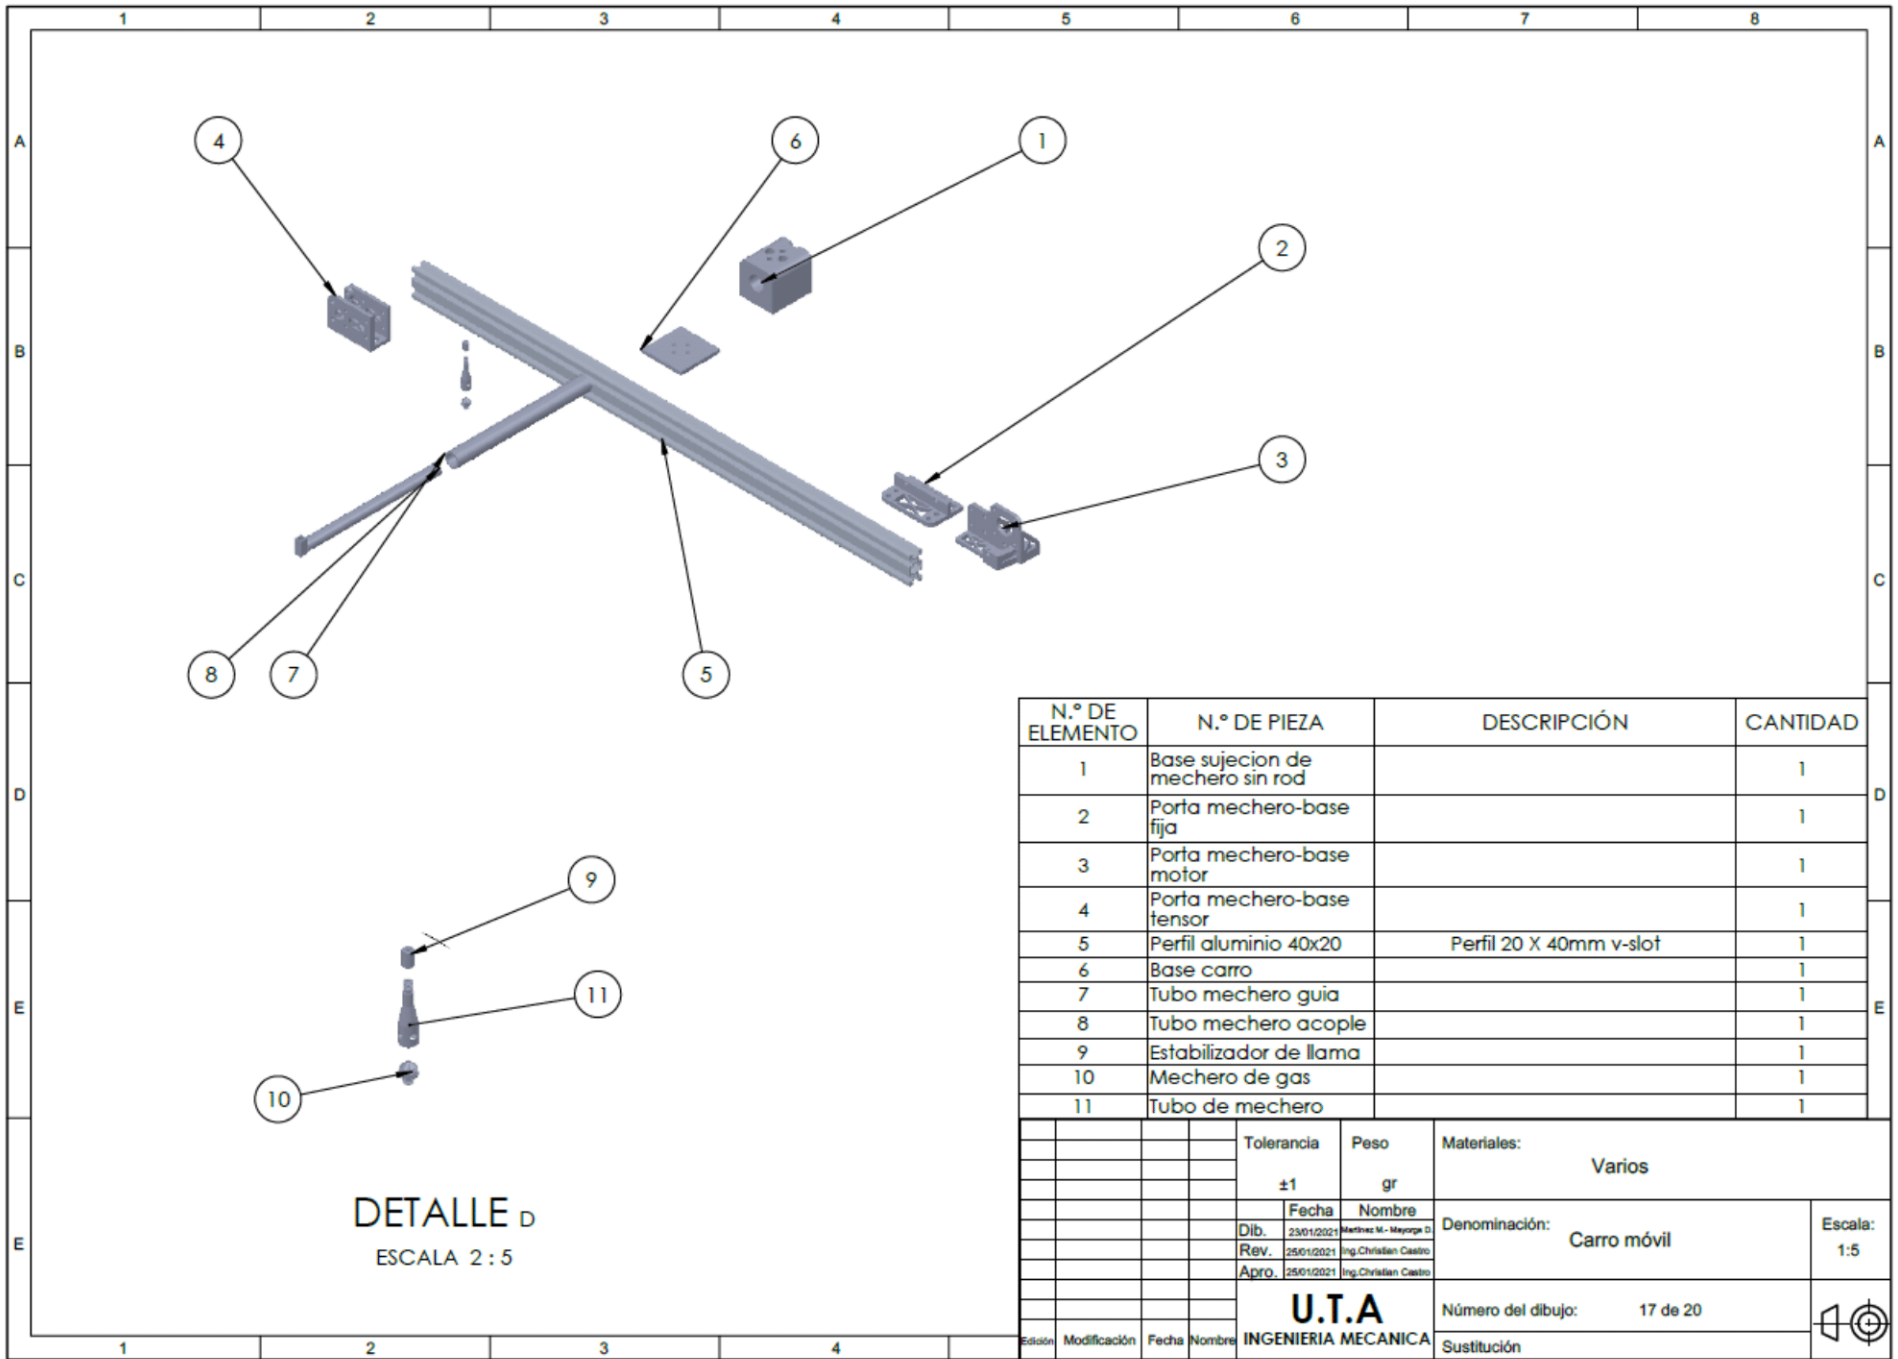 1 2 3 4 5 6 7 8
A A
4 6 1
2
B B
3
C C
8 7 5
N.° DE ELEMENTO N.° DE PIEZA DESCRIPCIÓN CANTIDAD
1 Base sujecion de mechero sin rod 1
2 Porta mechero-base fija 1
3 Porta mechero-base motor 1
4 Porta mechero-base tensor 1
5 Perfil aluminio 40x20 Perfil 20 X 40mm v-slot 1
6 Base carro 1
7 Tubo mechero guia 1
8 Tubo mechero acople 1
9 Estabilizador de llama 1
10 Mechero de gas 1
11 Tubo de mechero 1
D D
9
11
E E
10
DETALLE D
ESCALA 2 : 5
E
Tolerancia Peso Materiales:
±1 gr Varios
Fecha Nombre
Dib. 23/01/2021 Martinez M.- Mayorga D.
Rev. 25/01/2021 Ing.Christian Castro
Apro. 25/01/2021 Ing.Christian Castro
Denominación: Carro móvil
Escala:
1:5
U.T.A
INGENIERIA MECANICA
Número del dibujo: 17 de 20
Sustitución
Edición Modificación Fecha Nombre
1 2 3 4